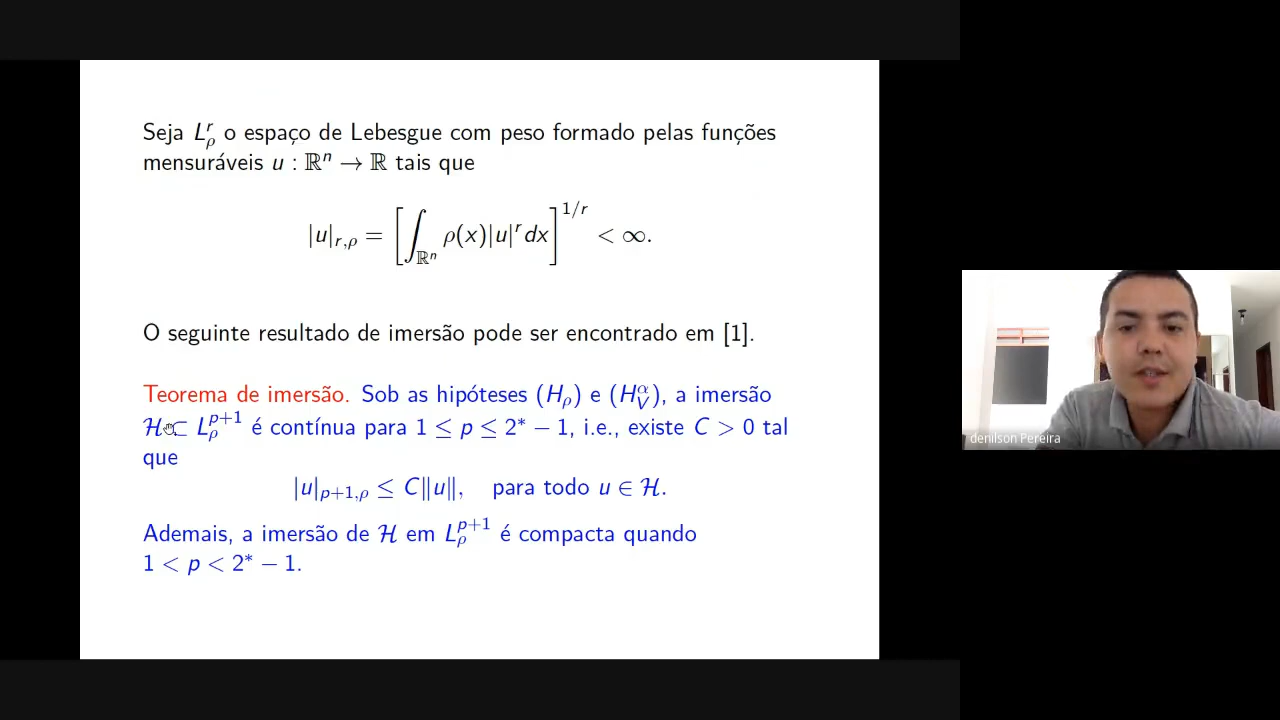 Seja $L^r_\rho$ o espaço de Lebesgue com peso formado pelas funções
mensuráveis $u : \mathbb{R}^n \to \mathbb{R}$ tais que
$|u|_{r,\rho} = \left[ \int_{\mathbb{R}^n} \rho(x)|u|^r dx \right]^{1/r} < \infty.$
O seguinte resultado de imersão pode ser encontrado em [1].
Teorema de imersão. Sob as hipóteses $(H_\rho)$ e $(H^\alpha_V)$, a imersão
$\mathcal{H} \subset L^{p+1}_\rho$ é contínua para $1 \leq p \leq 2^* - 1$, i.e., existe $C > 0$ tal
que
$|u|_{p+1,\rho} \leq C\|u\|,$ para todo $u \in \mathcal{H}.$
Ademais, a imersão de $\mathcal{H}$ em $L^{p+1}_\rho$ é compacta quando
$1 < p < 2^* - 1.$
denilson Pereira